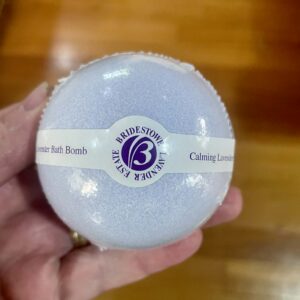 BRIDESTOWE LAVENDER ESTATE
B
Lavender Bath Bomb
Calming Lavender